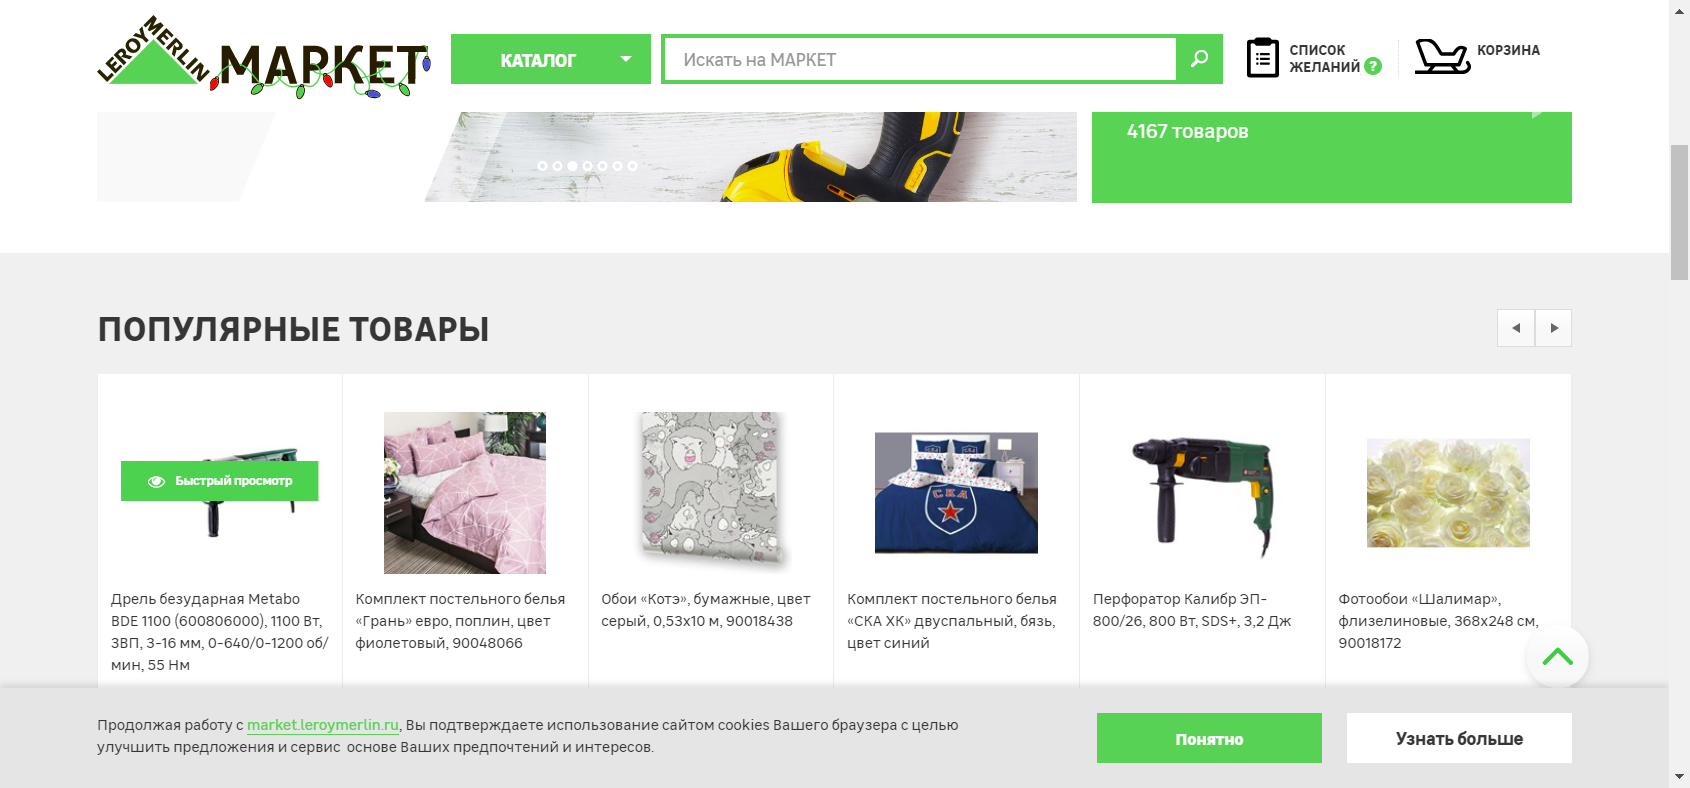 LEROY MERLIN МАРКЕТ
КАТАЛОГ
Искать на МАРКЕТ
СПИСОК
ЖЕЛАНИЙ ?
КОРЗИНА
4167 товаров
ПОПУЛЯРНЫЕ ТОВАРЫ
Быстрый просмотр
СКА
Дрель безударная Metabo
BDE 1100 (600806000), 1100 Вт,
ЗВП, 3-16 мм, 0-640/0-1200 об/
мин, 55 Нм
Комплект постельного белья
«Грань» евро, поплин, цвет
фиолетовый, 90048066
Обои «Котэ», бумажные, цвет
серый, 0,53х10 м, 90018438
Комплект постельного белья
«СКА ХК» двуспальный, бязь,
цвет синий
Перфоратор Калибр ЭП-
800/26, 800 Вт, SDS+, 3,2 Дж
Фотообои «Шалимар»,
флизелиновые, 368х248 см,
90018172
Продолжая работу с market.leroymerlin.ru, Вы подтверждаете использование сайтом cookies Вашего браузера с целью
улучшить предложения и сервис основе Ваших предпочтений и интересов.
Понятно
Узнать больше